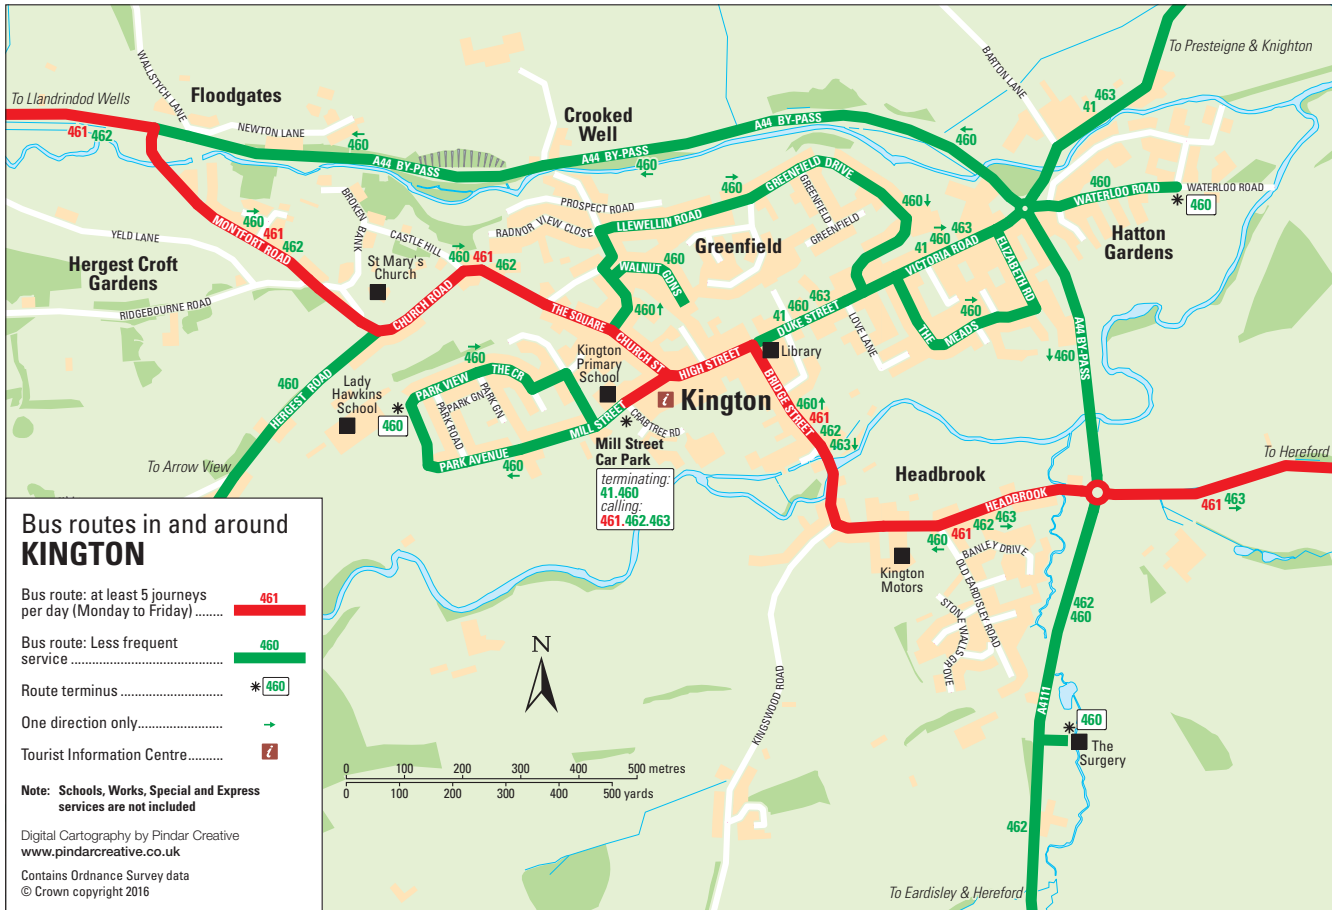 To Presteigne & Knighton
WALLSTYCH LANE
BARTON LANE
To Llandrindod Wells
Floodgates
Crooked
Well
NEWTON LANE
461
462
460
A44 BY-PASS
460
A44 BY-PASS
A44 BY-PASS
460
463
41
460
460
WATERLOO ROAD
WATERLOO ROAD
460
Hatton
Gardens
GREENFIELD DRIVE
GREENFIELD
GREENFIELD
Greenfield
460
LLEWELLIN ROAD
PROSPECT ROAD
RADNOR VIEW CLOSE
460
WALNUT GDNS
460
460
41
460
463
VICTORIA ROAD
ELIZABETH RD
460
THE
MEADS
460
A44 BY-PASS
BROKEN BANK
CASTLE HILL
460
461
462
MONTFORT ROAD
YELD LANE
Hergest Croft
Gardens
RIDGEBOURNE ROAD
St Mary's
Church
460
461
462
CHURCH ROAD
THE SQUARE
CHURCH ST
HIGH STREET
41
460
463
DUKE STREET
Library
LOVE LANE
460
HERGEST ROAD
Lady
Hawkins
School
460
460
PARK VIEW
THE CR
PARK GN
PARK GN
PARK ROAD
PARK AVENUE
460
MILL STREET
Kington
Primary
School
i
Kington
CRABTREE RD
Mill Street
Car Park
terminating:
41.460
calling:
461.462.463
BRIDGE STREET
460
461
462
463
Headbrook
HEADBROOK
460
461
462
463
To Hereford
461
463
To Arrow View
BANLEY DRIVE
OLD EARDISLEY ROAD
STONEWALLS GROVE
Kington
Motors
KINGSWOOD ROAD
462
460
A4111
460
The
Surgery
462
To Eardisley & Hereford
N
0 100 200 300 400 500 metres
0 100 200 300 400 500 yards
Bus routes in and around
KINGTON
Bus route: at least 5 journeys
per day (Monday to Friday) ........ 461
Bus route: Less frequent
service ............................................ 460
Route terminus ............................. 460
One direction only........................
Tourist Information Centre.......... i
Note: Schools, Works, Special and Express
services are not included
Digital Cartography by Pindar Creative
www.pindarcreative.co.uk
Contains Ordnance Survey data
© Crown copyright 2016